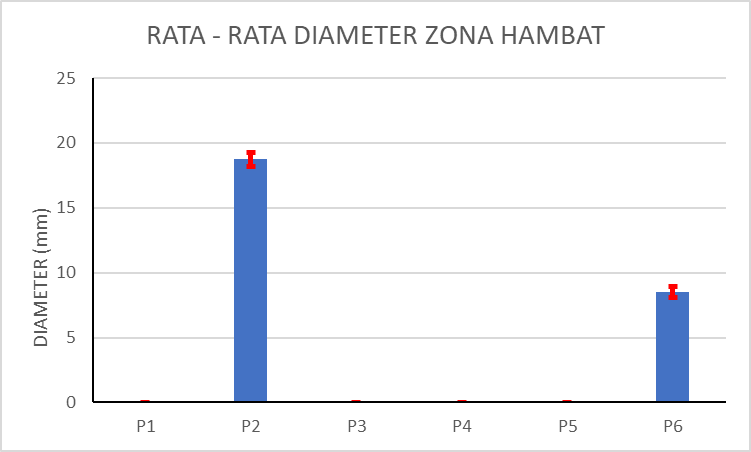 RATA - RATA DIAMETER ZONA HAMBAT
DIAMETER (mm)
25
20
15
10
5
0
P1 P2 P3 P4 P5 P6